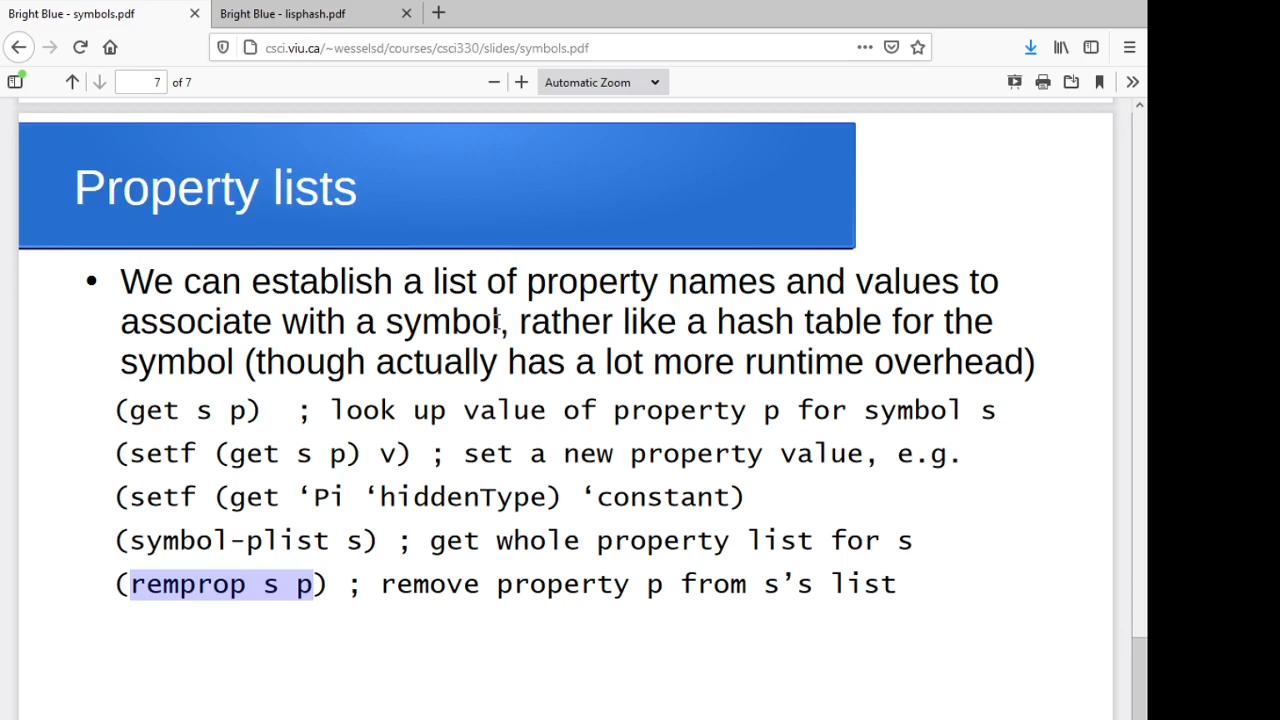 Bright Blue - symbols.pdf
Bright Blue - lisphash.pdf
csci.viu.ca/~wesselsd/courses/csci330/slides/symbols.pdf
7 of 7
Automatic Zoom
Property lists
• We can establish a list of property names and values to
associate with a symbol, rather like a hash table for the
symbol (though actually has a lot more runtime overhead)
(get s p) ; look up value of property p for symbol s
(setf (get s p) v) ; set a new property value, e.g.
(setf (get ‘Pi ‘hiddenType) ‘constant)
(symbol-plist s) ; get whole property list for s
(remprop s p) ; remove property p from s’s list